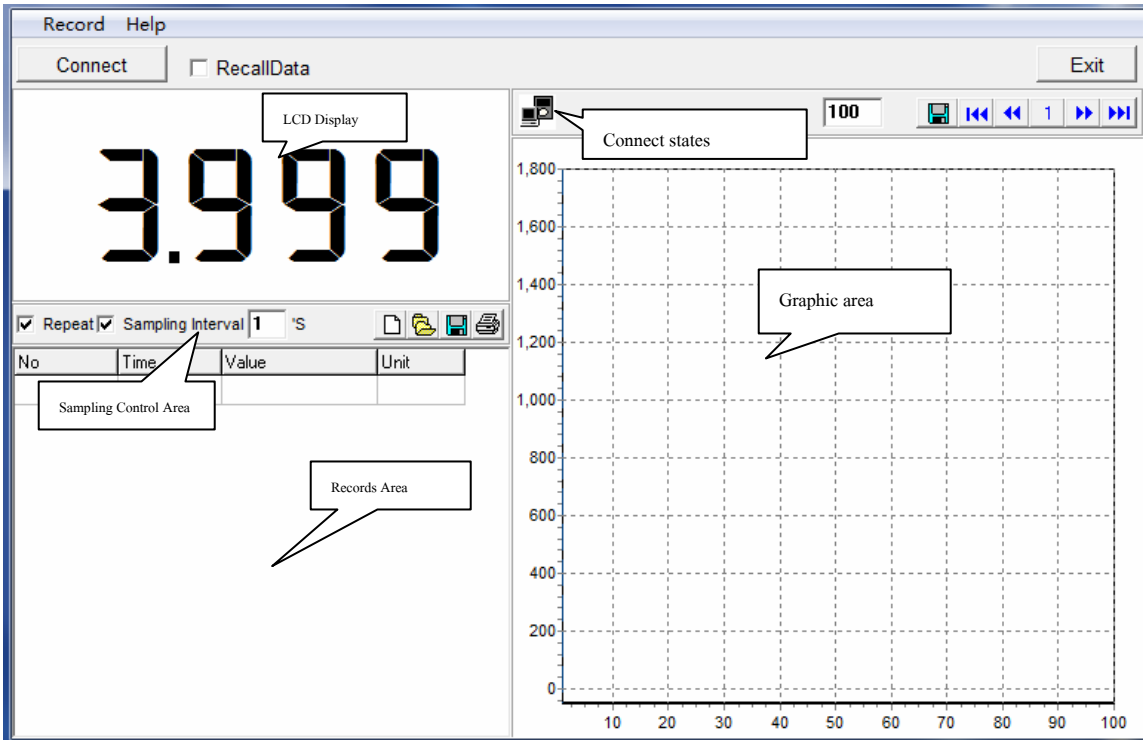 Record Help
Connect RecallData Exit
LCD Display
3.999
Connect states
100 1
Repeat Sampling Interval 1 'S
No Time Value Unit
Sampling Control Area
Records Area
Graphic area
1,800
1,600
1,400
1,200
1,000
800
600
400
200
0
10 20 30 40 50 60 70 80 90 100